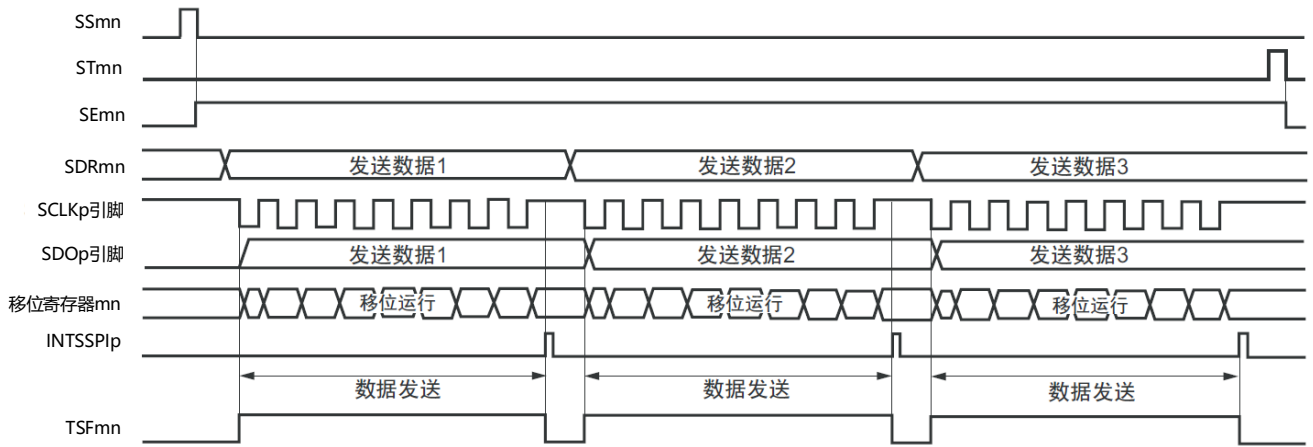 SSmn
STmn
SEmn
SDRmn 发送数据1 发送数据2 发送数据3
SCLKp引脚
SDOp引脚 发送数据1 发送数据2 发送数据3
移位寄存器mn 移位运行 移位运行 移位运行
INTSSPIp
数据发送 数据发送 数据发送
TSFmn